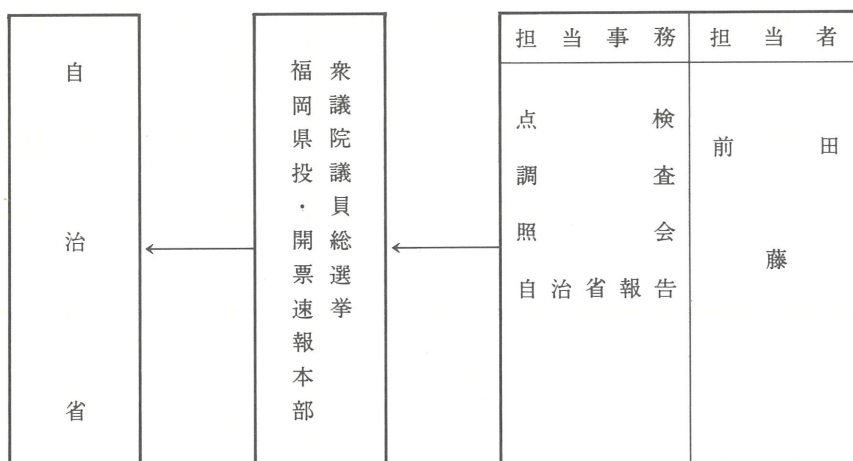 自治省
衆議院議員総選挙
福岡県投・開票速報本部
担当事務
担当者
点検
調査
照会
自治省報告
前田
藤